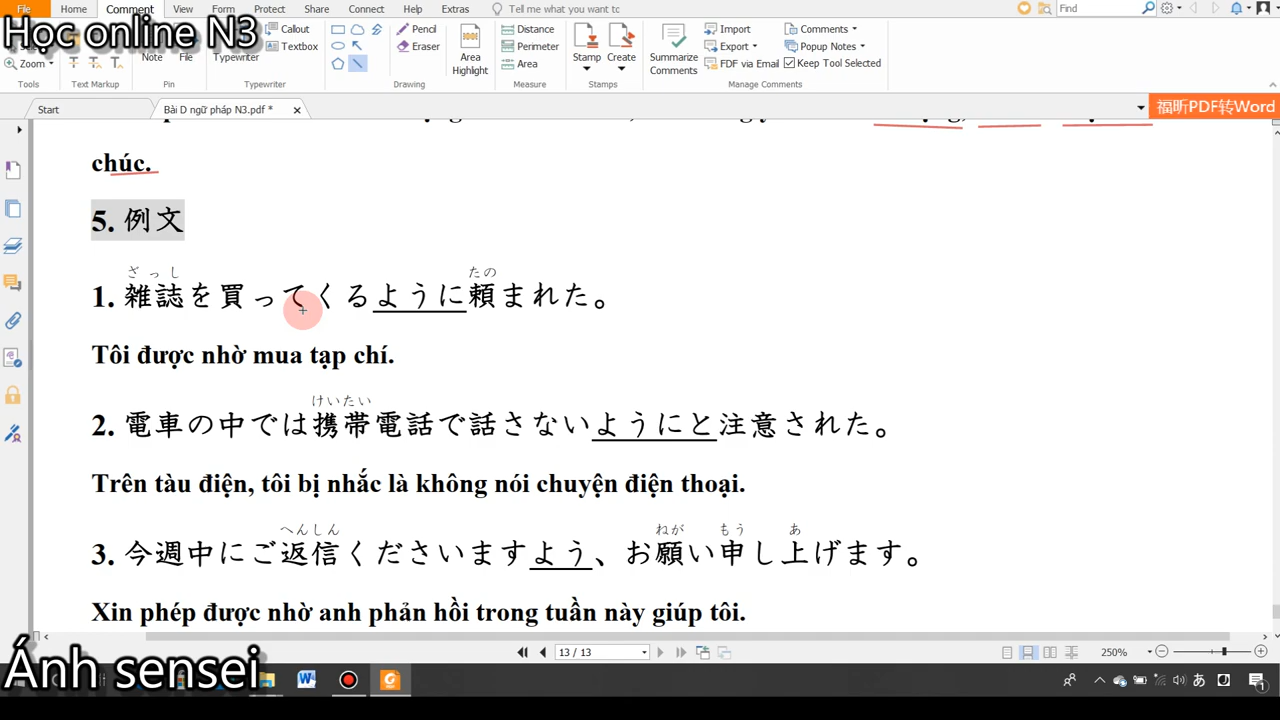 File Home Comment View Form Protect Share Connect Help Extras Tell me what you want tc Find
Học online N3
Callout
Textbox
Pencil
Eraser
Distance
Perimeter
Area
Import
Export
FDF via Email
Comments
Popup Notes
Keep Tool Selected
Zoom
Note
File
Typewriter
Area Highlight
Stamp
Create
Summarize Comments
Tools Text Markup Typewriter Drawing Measure Stamps Manage Comments
Start Bài D ngữ pháp N3.pdf *
福昕PDF转Word
chúc.
5. 例文
ざっし たの
1. 雑誌を買ってくるように頼まれた。
Tôi được nhờ mua tạp chí.
けいたい
2. 電車の中では携帯電話で話さないようにと注意された。
Trên tàu điện, tôi bị nhắc là không nói chuyện điện thoại.
へんしん ねが もう あ
3. 今週中にご返信くださいますよう、お願い申し上げます。
Xin phép được nhờ anh phản hồi trong tuần này giúp tôi.
13 / 13
250%
Ánh sensei
あ